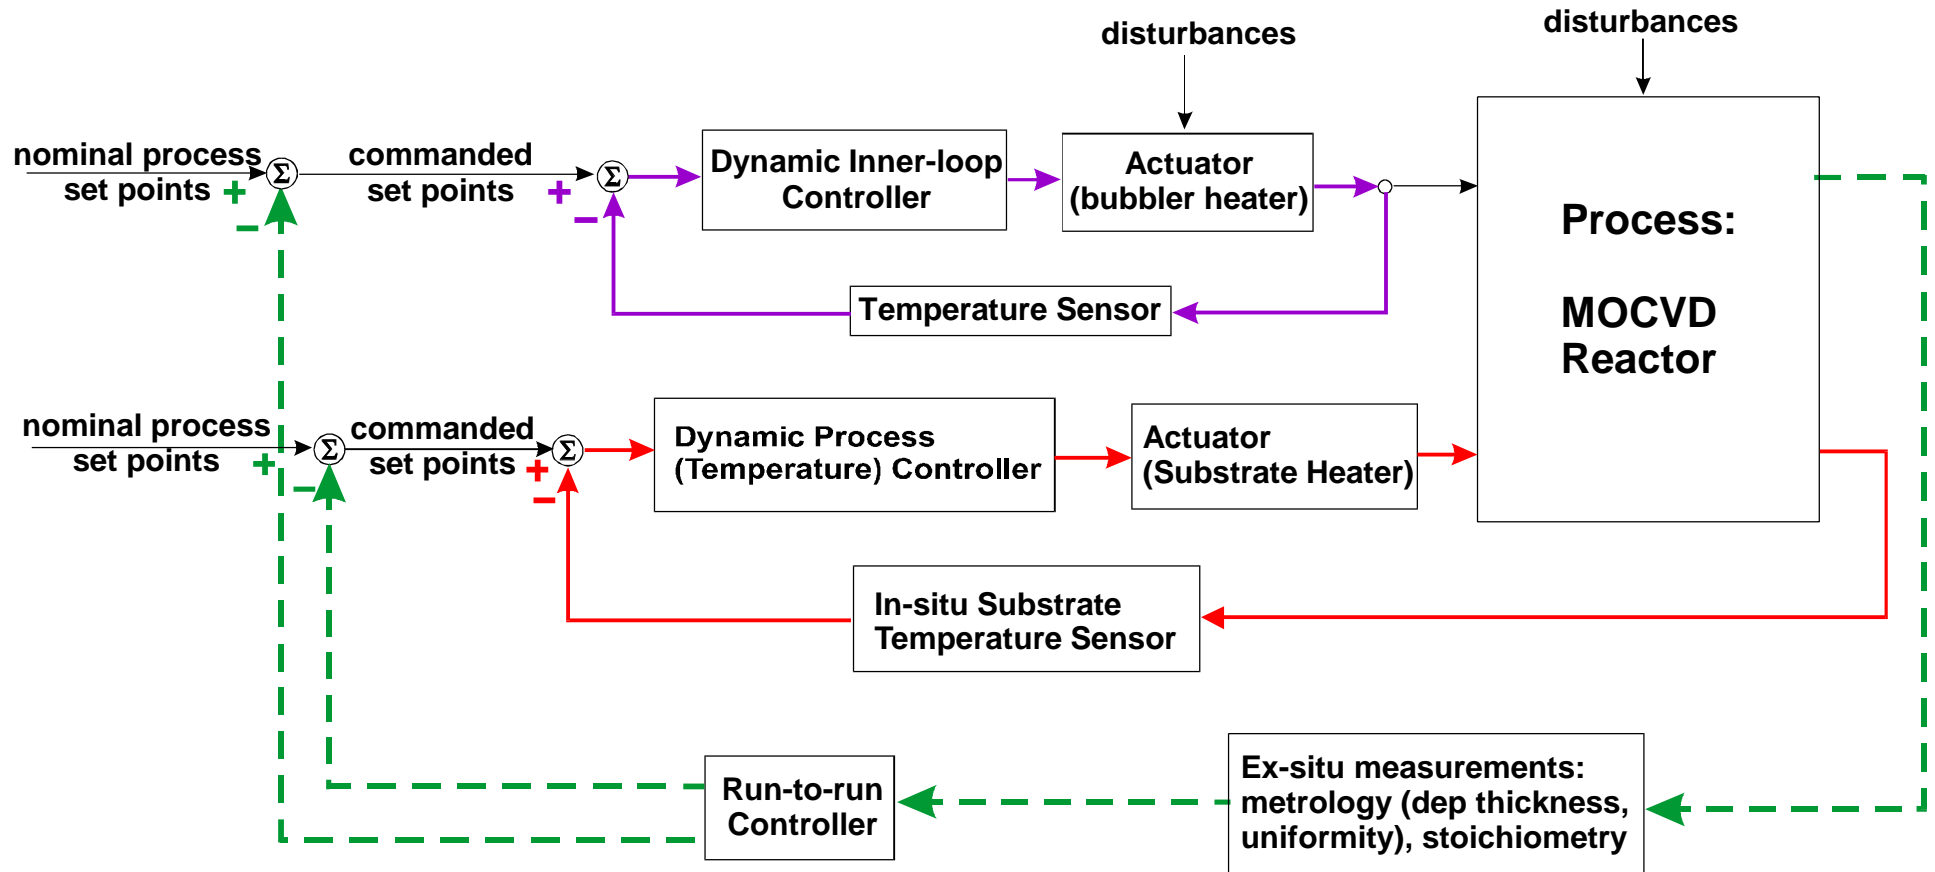 disturbances
disturbances
nominal process
set points
+
−
Σ
commanded
set points
+
−
Σ
Dynamic Inner-loop
Controller
Actuator
(bubbler heater)
Temperature Sensor
Process:
MOCVD
Reactor
nominal process
set points
+
−
Σ
commanded
set points
+
−
Σ
Dynamic Process
(Temperature) Controller
Actuator
(Substrate Heater)
In-situ Substrate
Temperature Sensor
Run-to-run
Controller
Ex-situ measurements:
metrology (dep thickness,
uniformity), stoichiometry